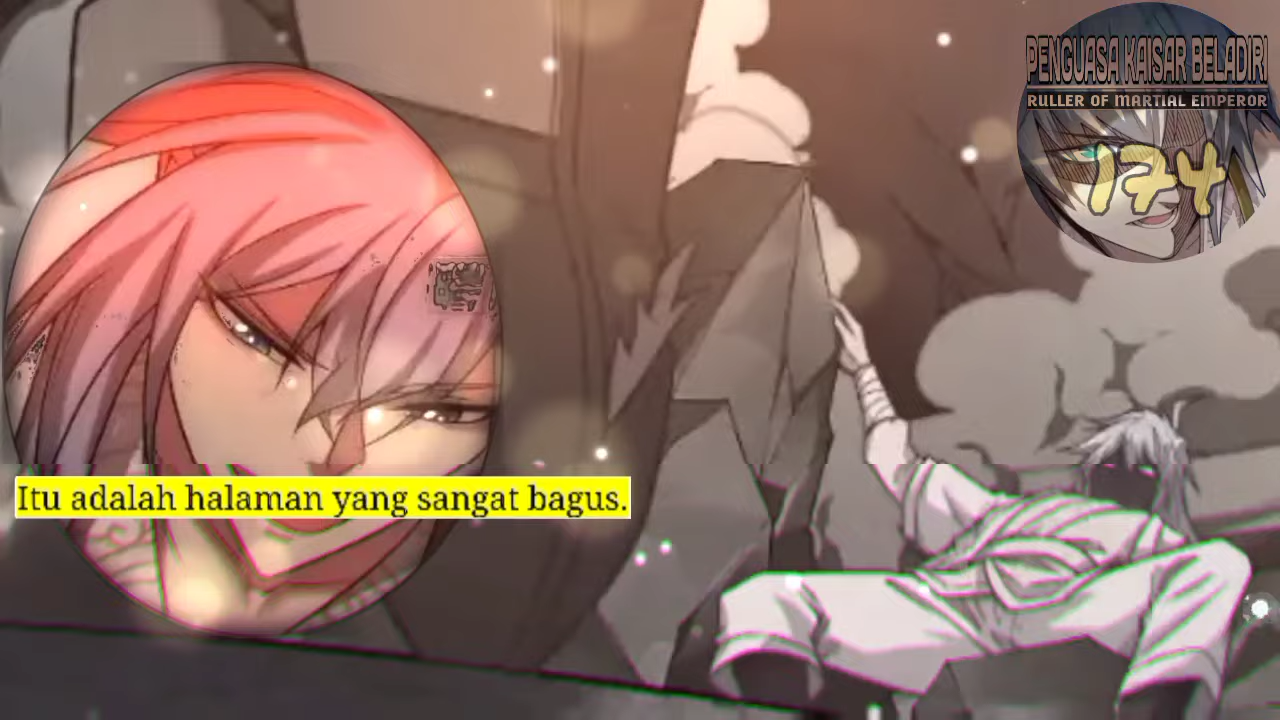 PENGUASA KAISAR BELADIRI
RULLER OF MARTIAL EMPEROR
174
Itu adalah halaman yang sangat bagus.